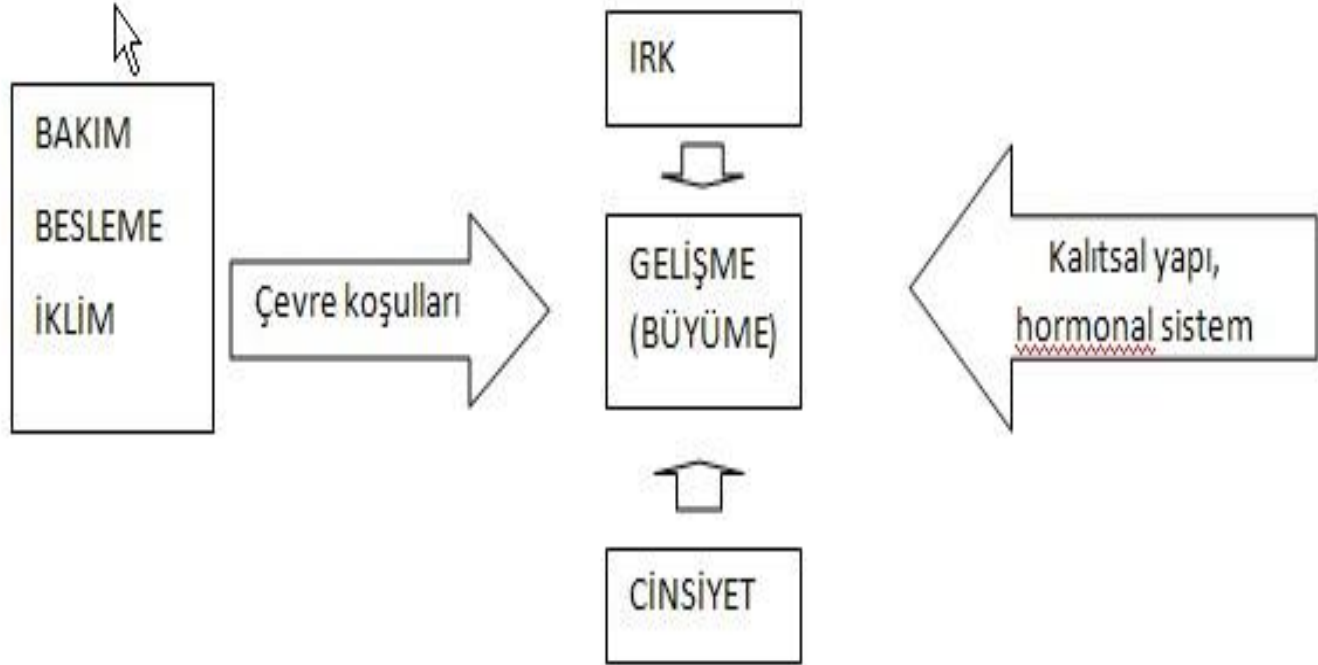 BAKIM
BESLEME
İKLİM
Çevre koşulları
IRK
GELİŞME
(BÜYÜME)
CİNSİYET
Kalıtsal yapı,
hormonal sistem